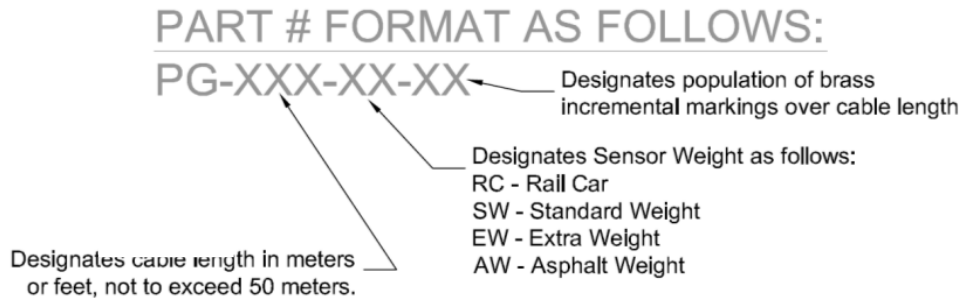 PART # FORMAT AS FOLLOWS:
PG-XXX-XX-XX
Designates population of brass
incremental markings over cable length
Designates Sensor Weight as follows:
RC - Rail Car
SW - Standard Weight
EW - Extra Weight
AW - Asphalt Weight
Designates cable length in meters
or feet, not to exceed 50 meters.